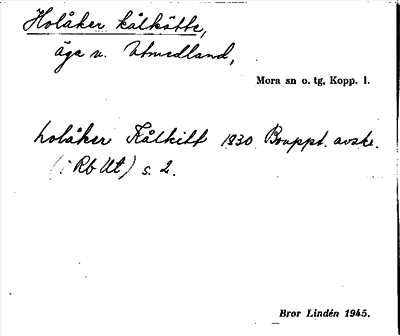 Holåker kålkätte,
äga v. Utmedland,
Mora sn o. tg, Kopp. l.
holåker Kålkitt 1830 Bouppt. avskr.
(i Rb Ut) s. 2.
Bror Lindén 1945.